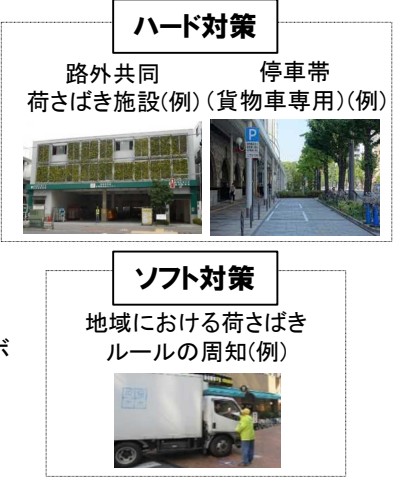 ハード対策
路外共同
荷さばき施設(例)
停車帯
(貨物車専用)(例)
P
ソフト対策
地域における荷さばき
ルールの周知(例)
ボ